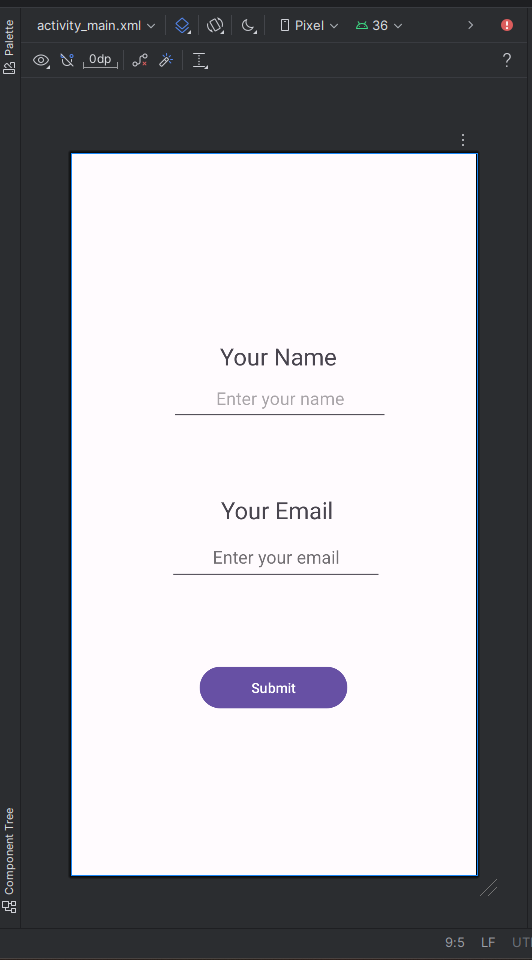 activity_main.xml
Pixel
36
Palette
0dp
?
Your Name
Enter your name
Your Email
Enter your email
Submit
Component Tree
9:5 LF UT